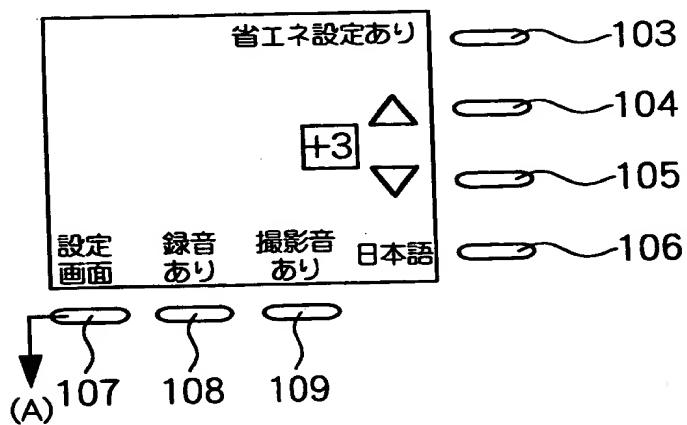 省エネ設定あり
103
104
+3
105
設定
画面
録音
あり
撮影音
あり
日本語
106
107
108
109
(A)